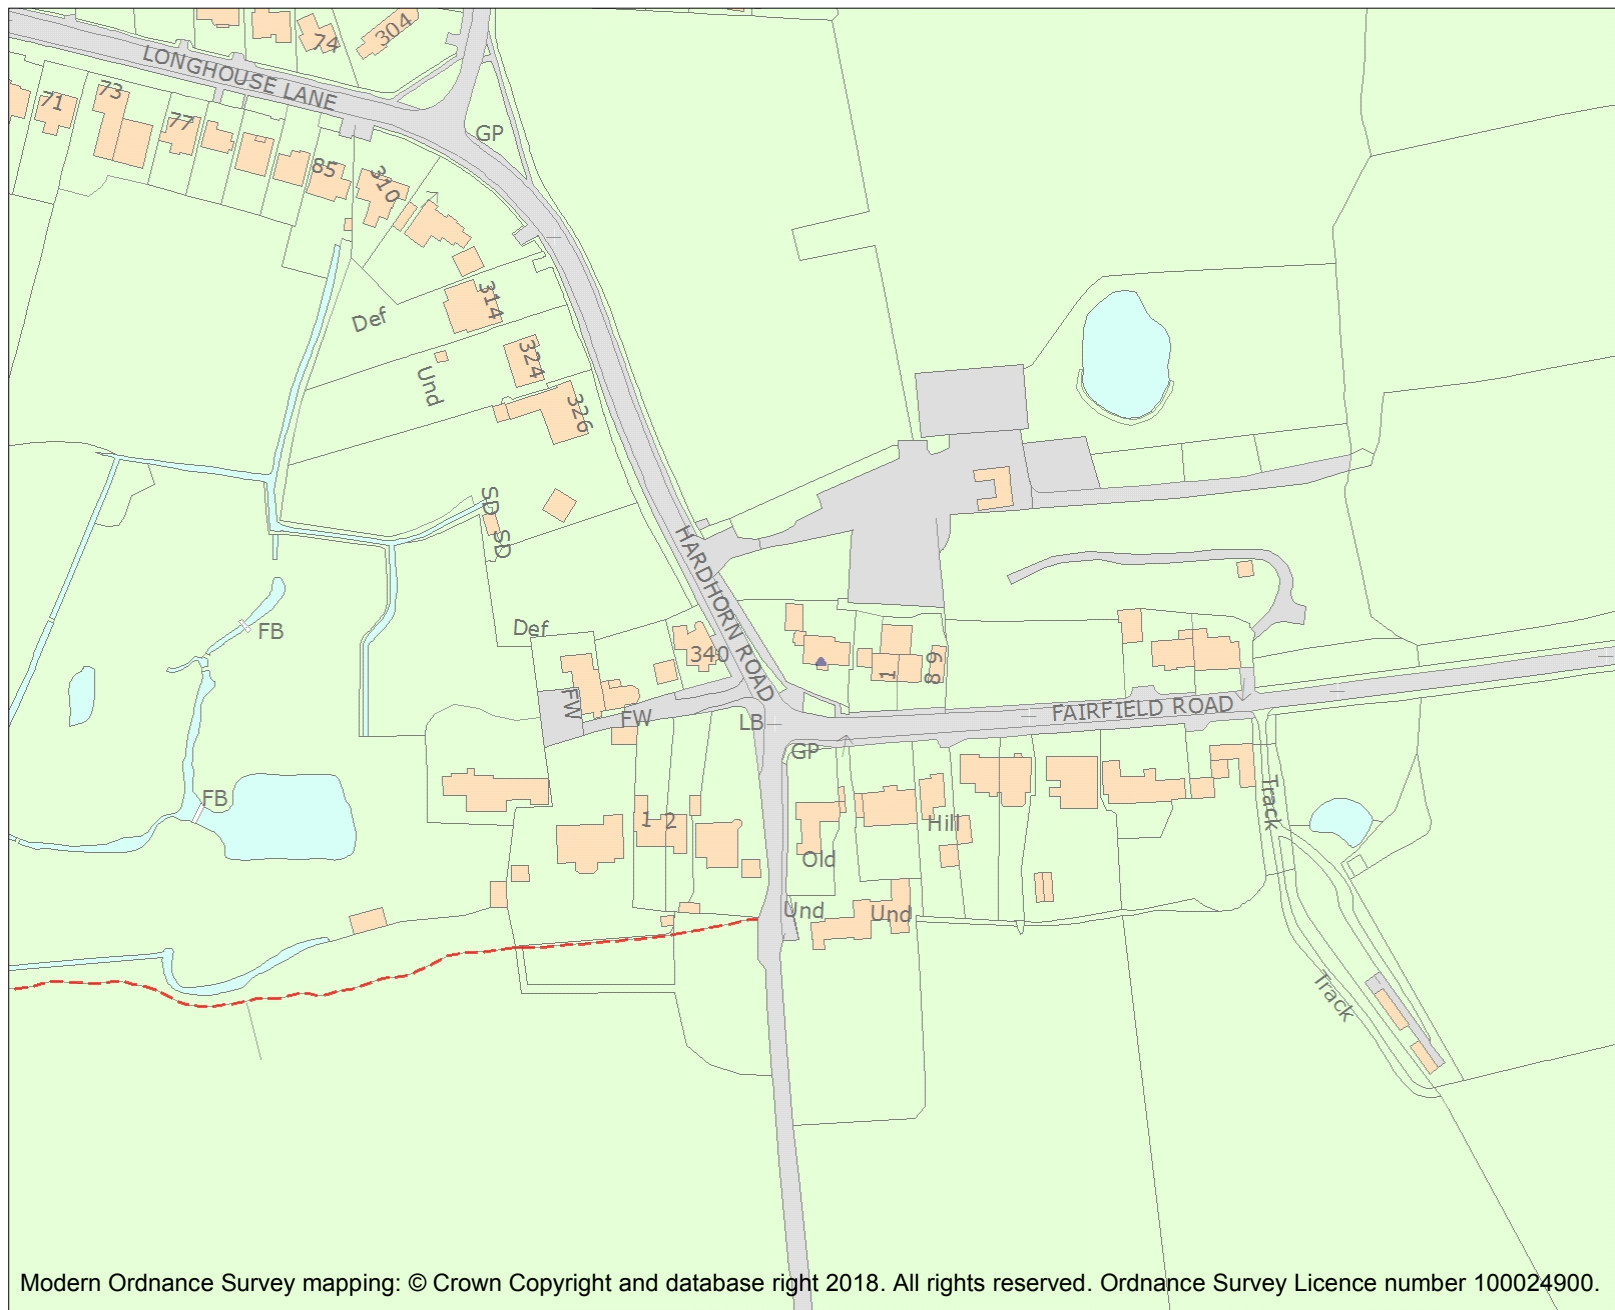 304
74
LONGHOUSE LANE
71
73
77
GP
85
310
314
Def
324
Und
326
SD
SD
HARDHORN ROAD
FB
Def
340
1
6
8
FW
FW
LB
FAIRFIELD ROAD
GP
FB
Track
1
2
Hill
Old
Und
Und
Track
Modern Ordnance Survey mapping: © Crown Copyright and database right 2018. All rights reserved. Ordnance Survey Licence number 100024900.